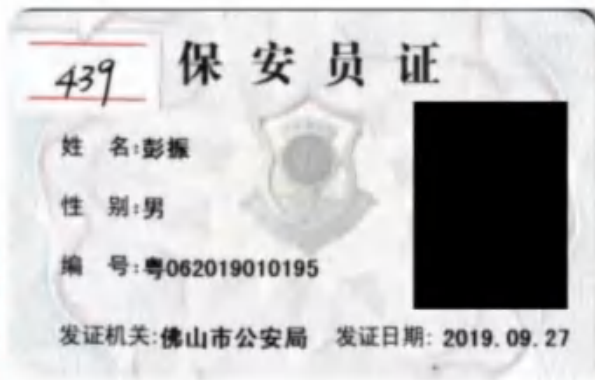 439
保安员证
姓 名:彭振
性 别:男
编 号:粤062019010195
发证机关:佛山市公安局 发证日期: 2019.09.27